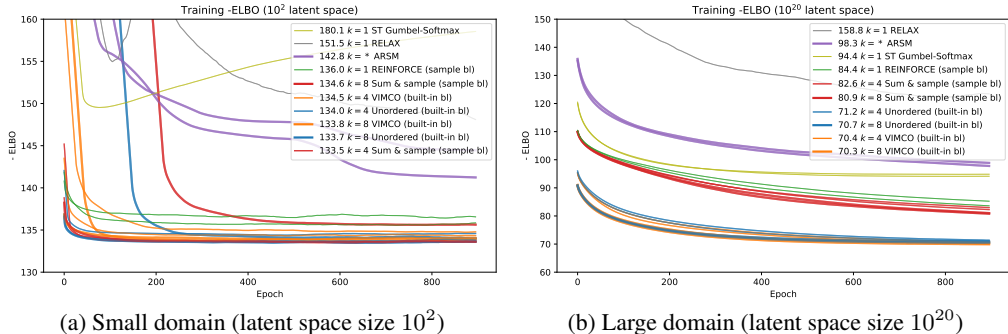 Training -ELBO (10² latent space)
- ELBO
160
155
150
145
140
135
130
0
200
400
600
800
Epoch
180.1 k = 1 ST Gumbel-Softmax
151.5 k = 1 RELAX
142.8 k = * ARSM
136.0 k = 1 REINFORCE (sample bl)
134.6 k = 8 Sum & sample (sample bl)
134.5 k = 4 VIMCO (built-in bl)
134.0 k = 4 Unordered (built-in bl)
133.8 k = 8 VIMCO (built-in bl)
133.7 k = 8 Unordered (built-in bl)
133.5 k = 4 Sum & sample (sample bl)
(a) Small domain (latent space size 10²)
Training -ELBO (10²⁰ latent space)
- ELBO
150
140
130
120
110
100
90
80
70
60
0
200
400
600
800
Epoch
158.8 k = 1 RELAX
98.3 k = * ARSM
94.4 k = 1 ST Gumbel-Softmax
84.4 k = 1 REINFORCE (sample bl)
82.6 k = 4 Sum & sample (sample bl)
80.9 k = 8 Sum & sample (sample bl)
71.2 k = 4 Unordered (built-in bl)
70.7 k = 8 Unordered (built-in bl)
70.4 k = 4 VIMCO (built-in bl)
70.3 k = 8 VIMCO (built-in bl)
(b) Large domain (latent space size 10²⁰)